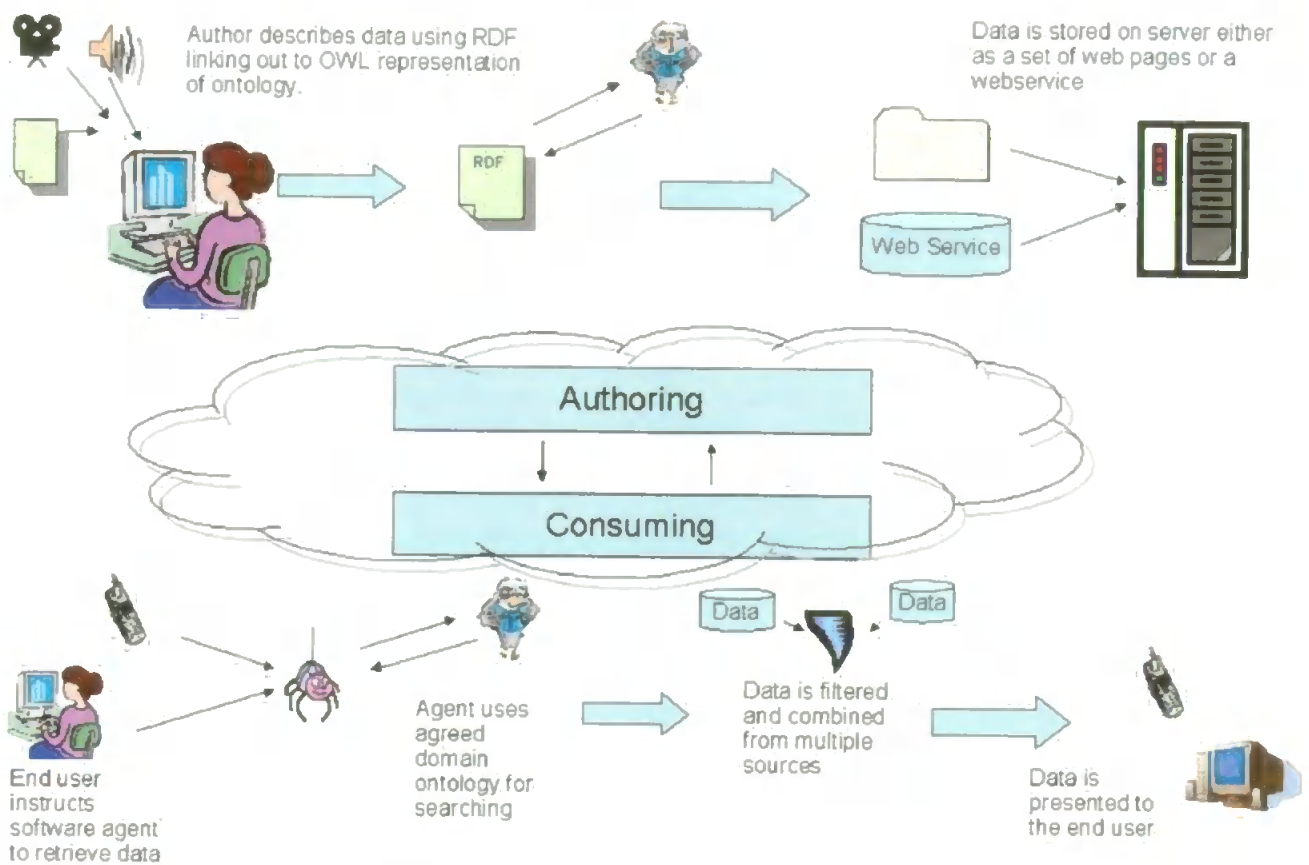 Author describes data using RDF
linking out to OWL representation
of ontology.
Data is stored on server either
as a set of web pages or a
webservice
RDF
Web Service
Authoring
Consuming
Data
Data
End user
instructs
software agent
to retrieve data
Agent uses
agreed
domain
ontology for
searching
Data is filtered
and combined
from multiple
sources
Data is
presented to
the end user